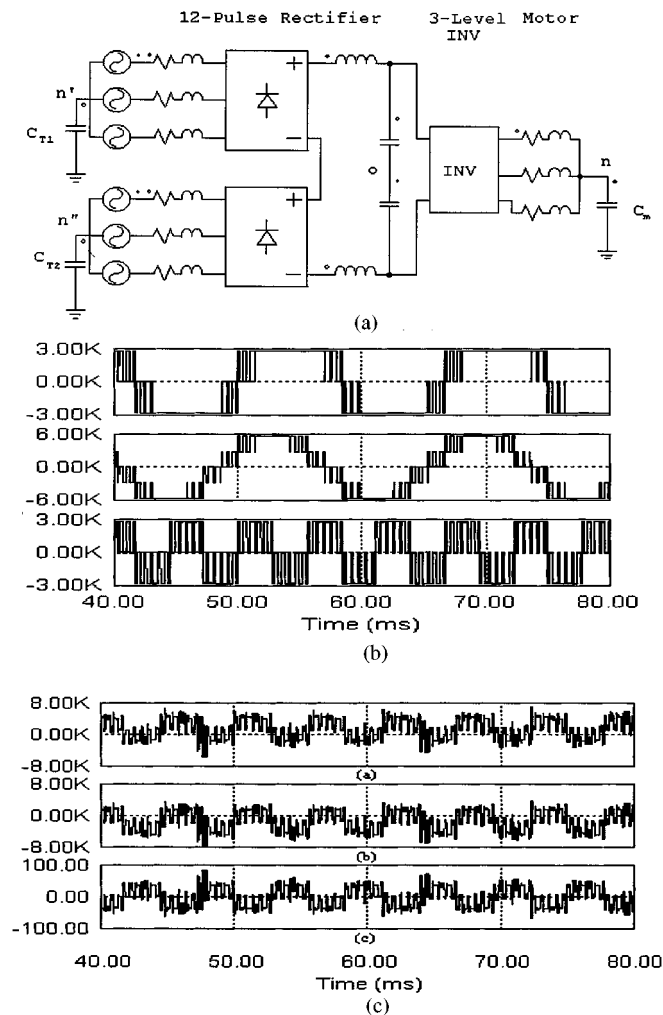 12-Pulse Rectifier 3-Level Motor
INV
n'
C_T1
n"
C_T2
+
−
+
−
O
INV
n
C_m
(a)
3.00K
0.00K
-3.00K
6.00K
0.00K
-6.00K
3.00K
0.00K
-3.00K
40.00 50.00 60.00 70.00 80.00
Time (ms)
(b)
8.00K
0.00K
-8.00K
(a)
8.00K
0.00K
-8.00K
(b)
100.00
0.00
-100.00
(c)
40.00 50.00 60.00 70.00 80.00
Time (ms)
(c)